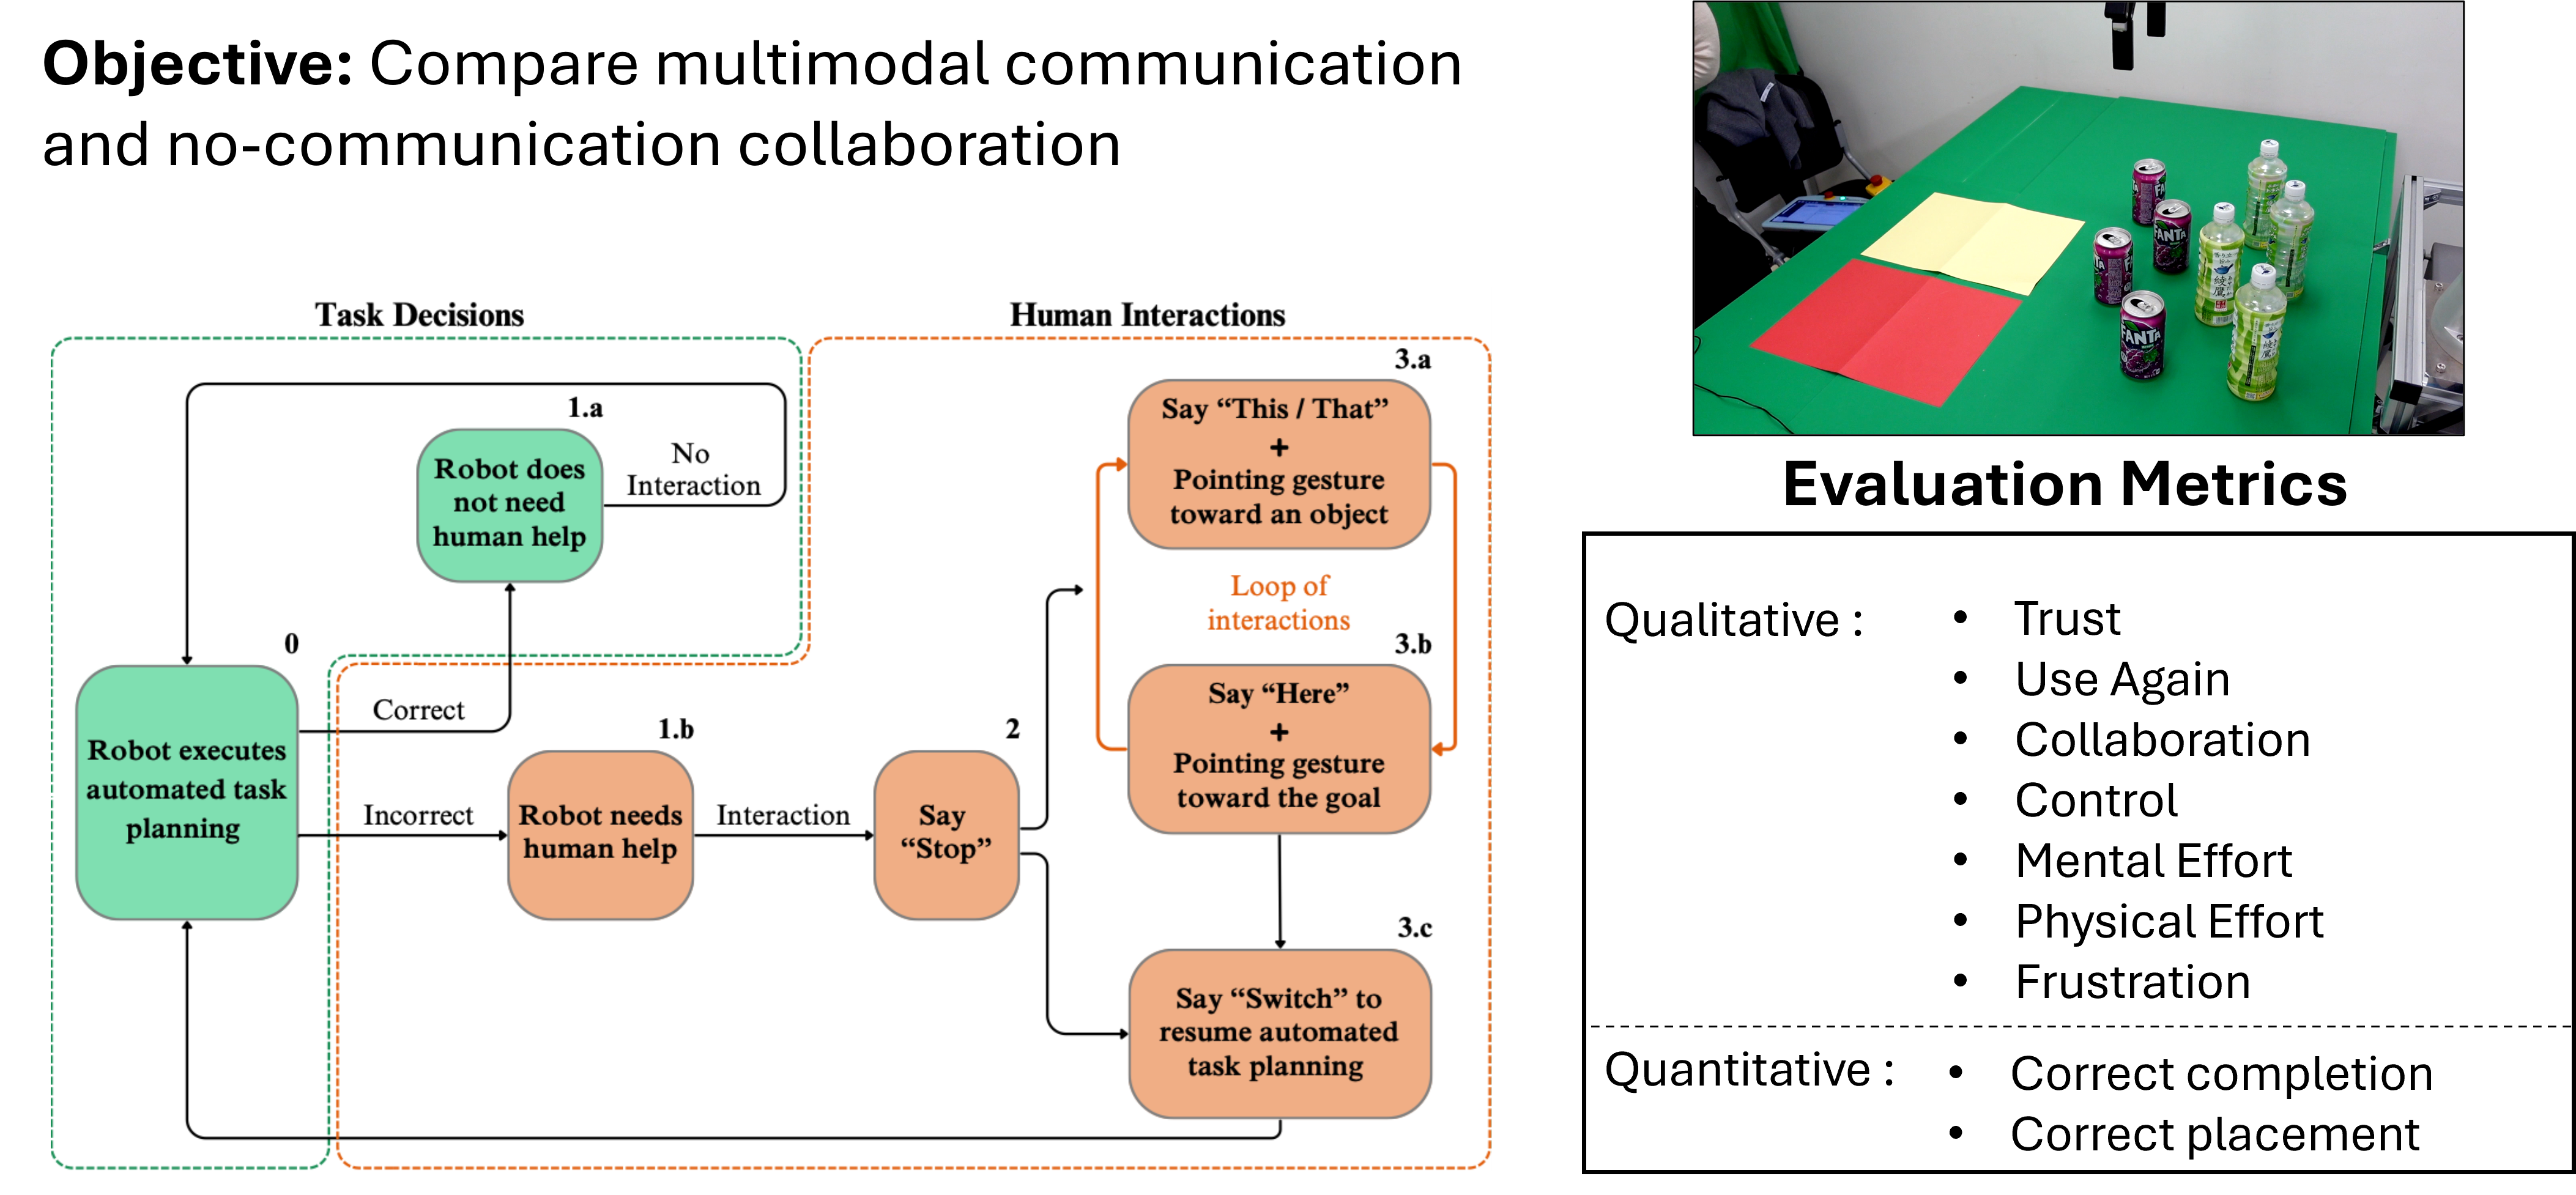 Objective: Compare multimodal communication
and no-communication collaboration
Task Decisions
Human Interactions
1.a
Robot does
not need
human help
No
Interaction
0
Robot executes
automated task
planning
Correct
Incorrect
1.b
Robot needs
human help
Interaction
2
Say
“Stop”
3.a
Say “This / That”
+
Pointing gesture
toward an object
Loop of
interactions
3.b
Say “Here”
+
Pointing gesture
toward the goal
3.c
Say “Switch” to
resume automated
task planning
FANTA
FANTA
綾鷹
綾鷹
Evaluation Metrics
Qualitative :
• Trust
• Use Again
• Collaboration
• Control
• Mental Effort
• Physical Effort
• Frustration
Quantitative :
• Correct completion
• Correct placement